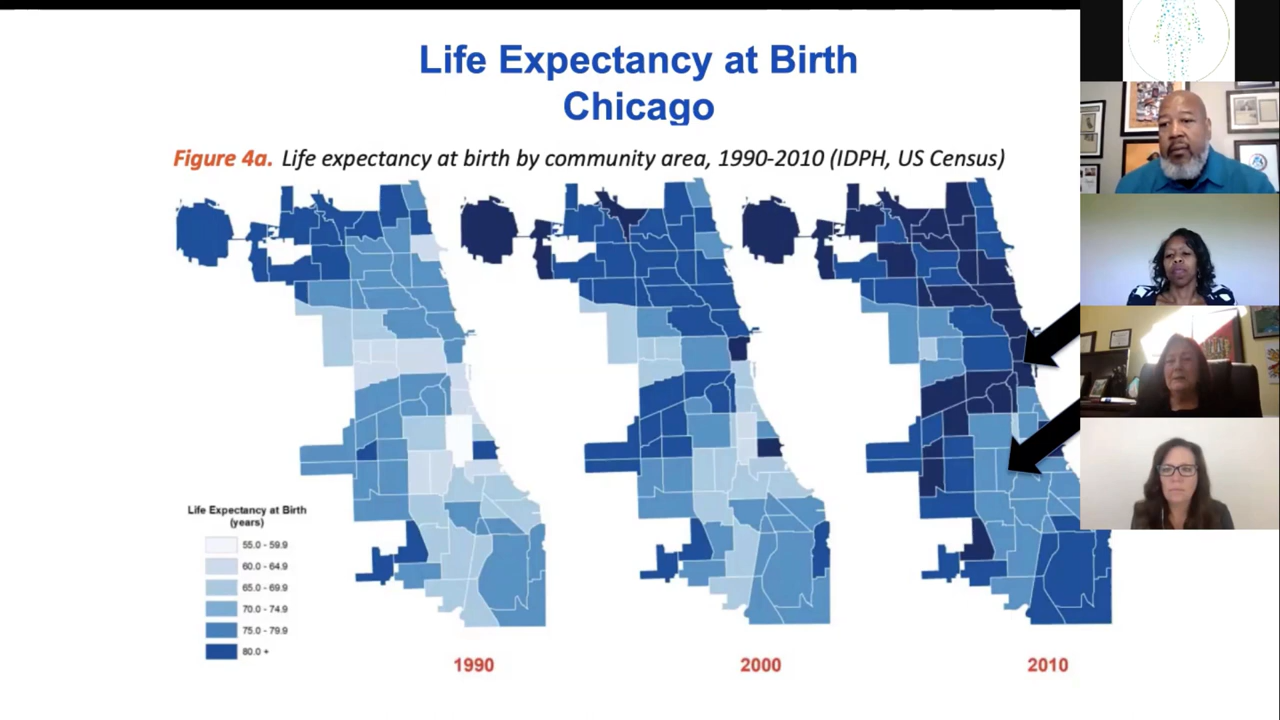 Life Expectancy at Birth
Chicago
Figure 4a. Life expectancy at birth by community area, 1990-2010 (IDPH, US Census)
Life Expectancy at Birth
(years)
55.0 - 59.9
60.0 - 64.9
65.0 - 69.9
70.0 - 74.9
75.0 - 79.9
80.0 +
1990
2000
2010